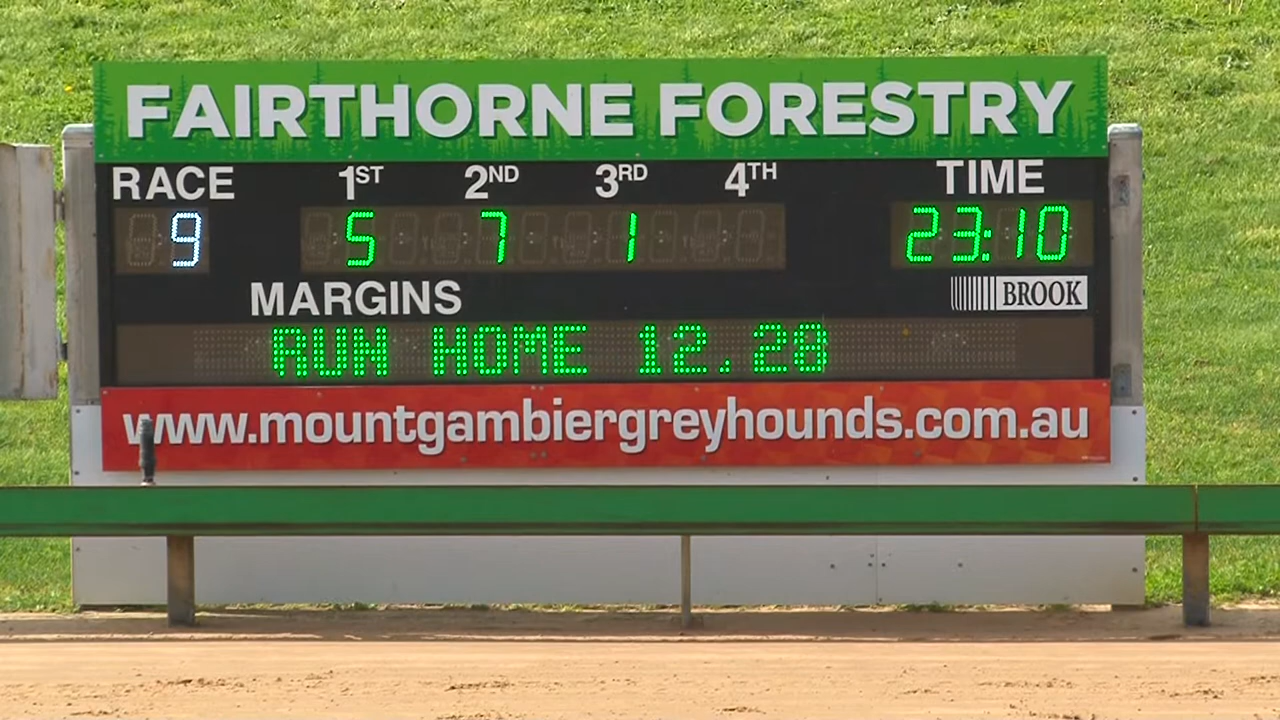 FAIRTHORNE FORESTRY
RACE 1ST 2ND 3RD 4TH TIME
9 5 7 1 23:10
MARGINS BROOK
RUN HOME 12.28
www.mountgambiergreyhounds.com.au